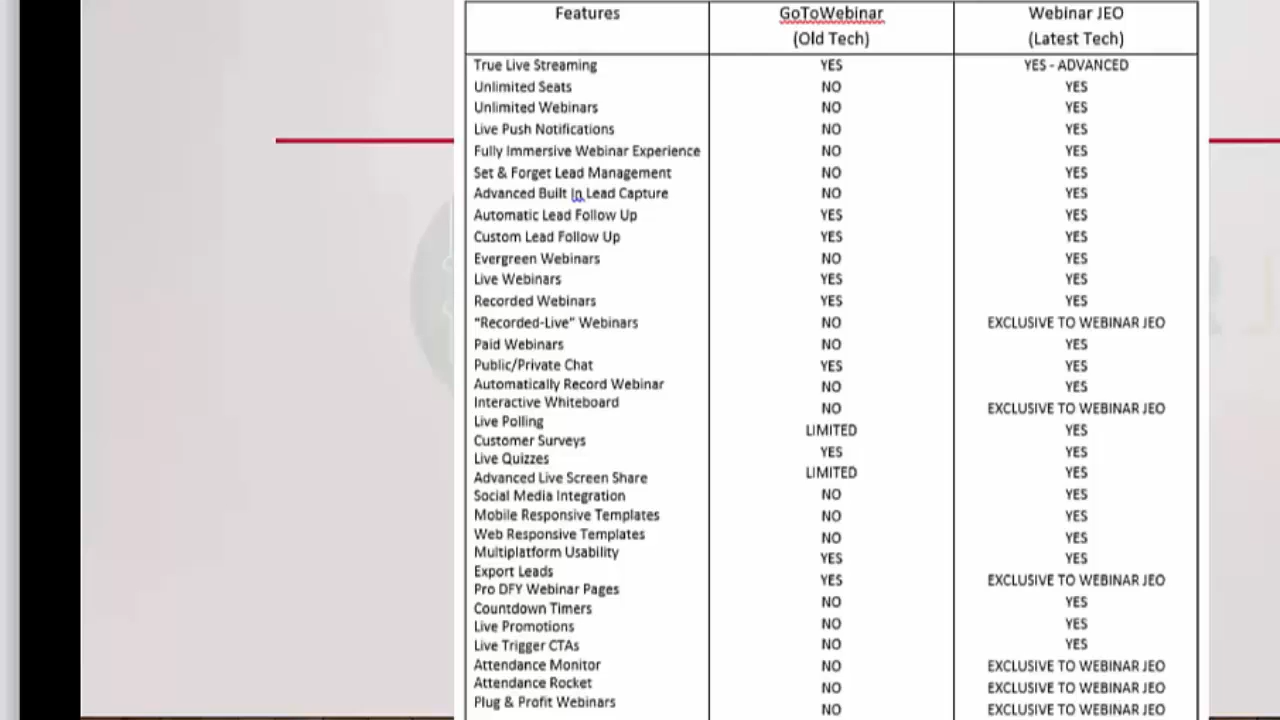 Features GoToWebinar Webinar JEO
(Old Tech) (Latest Tech)
True Live Streaming YES YES - ADVANCED
Unlimited Seats NO YES
Unlimited Webinars NO YES
Live Push Notifications NO YES
Fully Immersive Webinar Experience NO YES
Set & Forget Lead Management NO YES
Advanced Built In Lead Capture NO YES
Automatic Lead Follow Up YES YES
Custom Lead Follow Up YES YES
Evergreen Webinars NO YES
Live Webinars YES YES
Recorded Webinars YES YES
"Recorded-Live" Webinars NO EXCLUSIVE TO WEBINAR JEO
Paid Webinars NO YES
Public/Private Chat YES YES
Automatically Record Webinar NO YES
Interactive Whiteboard NO EXCLUSIVE TO WEBINAR JEO
Live Polling LIMITED YES
Customer Surveys YES YES
Live Quizzes LIMITED YES
Advanced Live Screen Share NO YES
Social Media Integration NO YES
Mobile Responsive Templates NO YES
Web Responsive Templates YES YES
Multiplatform Usability YES EXCLUSIVE TO WEBINAR JEO
Export Leads NO YES
Pro DFY Webinar Pages NO YES
Countdown Timers NO YES
Live Promotions NO EXCLUSIVE TO WEBINAR JEO
Live Trigger CTAs NO EXCLUSIVE TO WEBINAR JEO
Attendance Monitor NO EXCLUSIVE TO WEBINAR JEO
Attendance Rocket
Plug & Profit Webinars